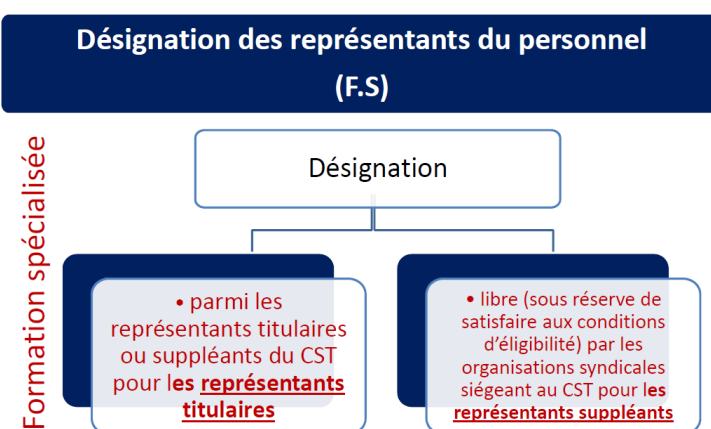 Désignation des représentants du personnel
(F.S)
Formation spécialisée
Désignation
• parmi les
représentants titulaires
ou suppléants du CST
pour les représentants
titulaires
• libre (sous réserve de
satisfaire aux conditions
d'éligibilité) par les
organisations syndicales
siégeant au CST pour les
représentants suppléants